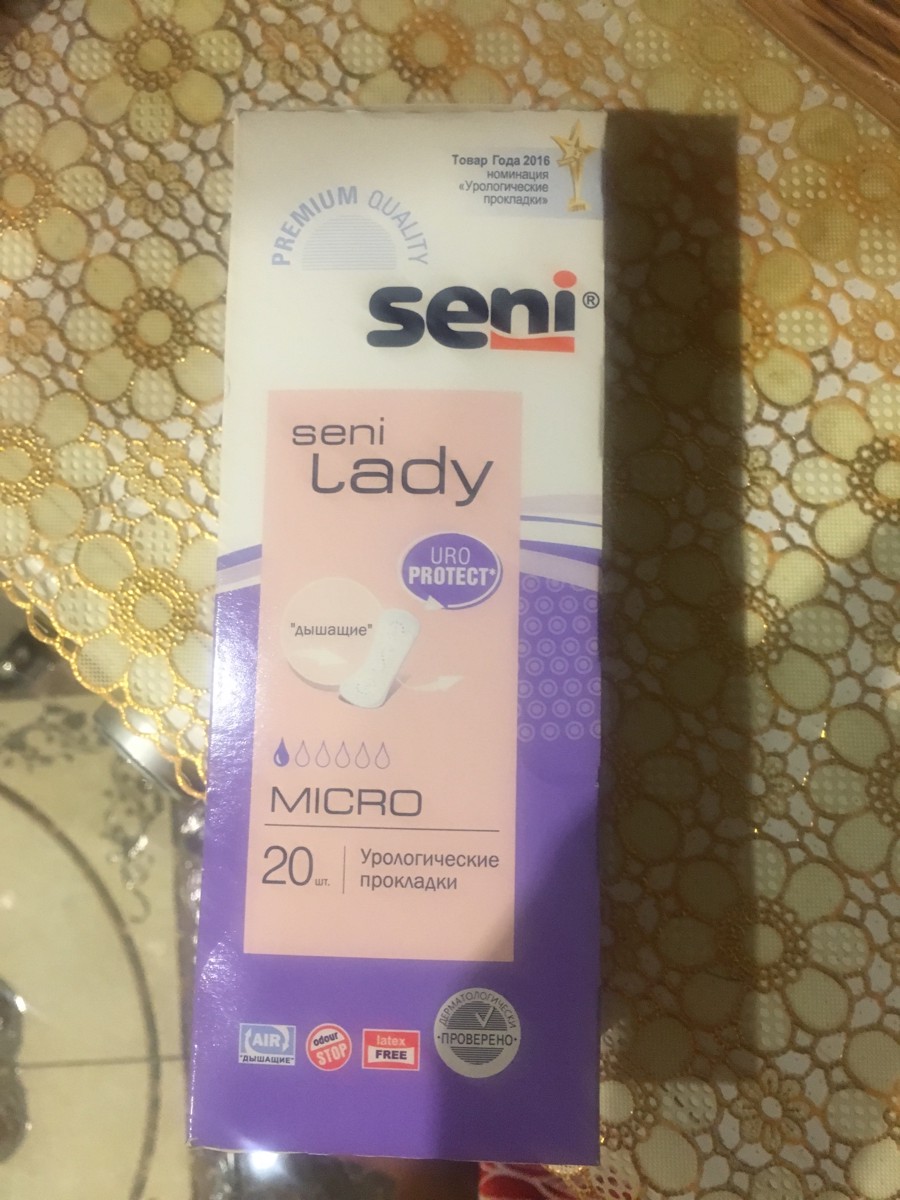 Товар Года 2016
номинация
«Урологические
прокладки»
PREMIUM QUALITY
seni®
seni
Lady
URO
PROTECT*
"дышащие"
MICRO
20 шт.
Урологические
прокладки
AIR
"ДЫШАЩИЕ"
odour
STOP
latex
FREE
ДЕРМАТОЛОГИЧЕСКИ
·ПРОВЕРЕНО·